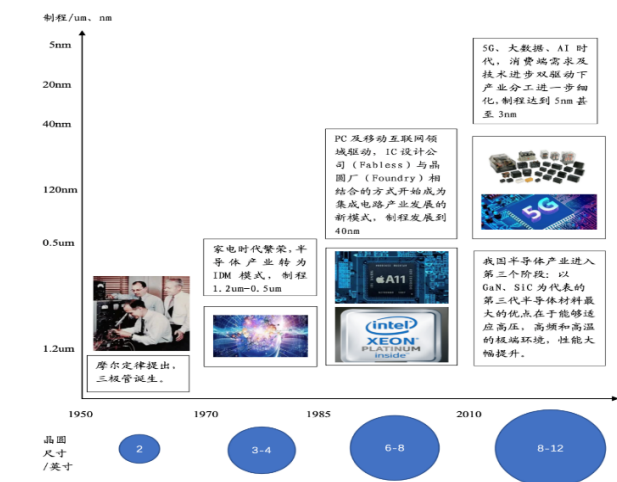 制程/um、nm
5nm
20nm
40nm
120nm
0.5um
1.2um
摩尔定律提出，
三极管诞生。
家电时代繁荣，半
导体产业转为
IDM 模式，制程
1.2um-0.5um
PC 及移动互联网领
域驱动，IC 设计公
司（Fabless）与晶
圆厂（Foundry）相
结合的方式开始成为
集成电路产业发展的
新模式，制程发展到
40nm
A11
intel
XEON
PLATINUM
inside
5G、大数据、AI 时
代，消费端需求及
技术进步双驱动下
产业分工进一步细
化，制程达到 5nm 甚
至 3nm
5G
我国半导体产业进入
第三个阶段：以
GaN、SiC 为代表的
第三代半导体材料最
大的优点在于能够适
应高压，高频和高温
的极端环境，性能大
幅提升。
1950
1970
1985
2010
晶圆
尺寸
/英寸
2
3-4
6-8
8-12